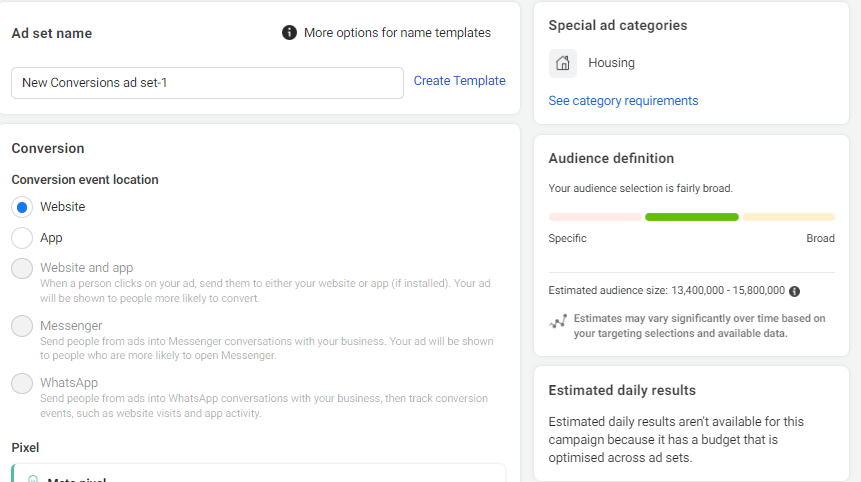 Ad set name
More options for name templates
New Conversions ad set-1
Create Template
Conversion
Conversion event location
Website
App
Website and app
When a person clicks on your ad, send them to either your website or app (if installed). Your ad
will be shown to people more likely to convert.
Messenger
Send people from ads into Messenger conversations with your business. Your ad will be shown
to people who are more likely to open Messenger.
WhatsApp
Send people from ads into WhatsApp conversations with your business, then track conversion
events, such as website visits and app activity.
Pixel
Meta pixel
Special ad categories
Housing
See category requirements
Audience definition
Your audience selection is fairly broad.
Specific
Broad
Estimated audience size: 13,400,000 - 15,800,000
Estimates may vary significantly over time based on
your targeting selections and available data.
Estimated daily results
Estimated daily results aren't available for this
campaign because it has a budget that is
optimised across ad sets.